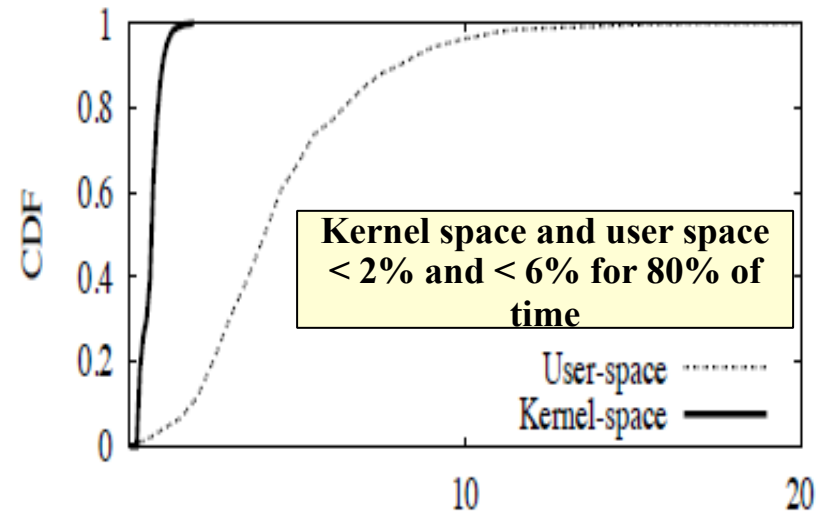 1
0.8
0.6
0.4
0.2
0
CDF
Kernel space and user space
< 2% and < 6% for 80% of
time
User-space
Kernel-space
10
20